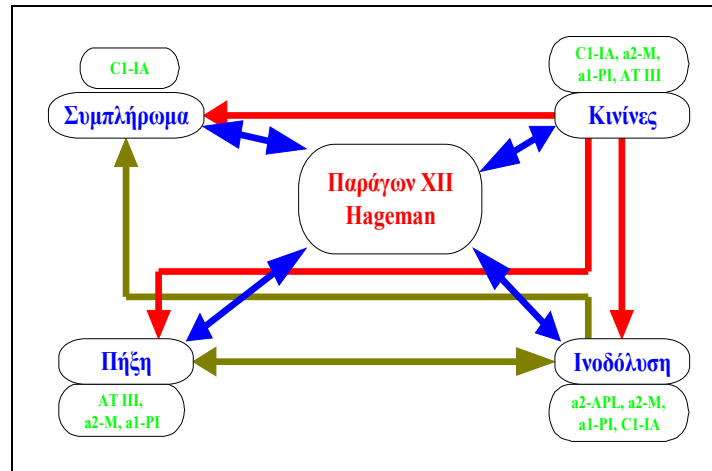 C1-IA
Συμπλήρωμα
C1-IA, a2-M,
a1-PI, AT III
Κινίνες
Παράγων XII
Hageman
Πήξη
AT III,
a2-M, a1-PI
Ινοδόλυση
a2-APL, a2-M,
a1-PI, C1-IA